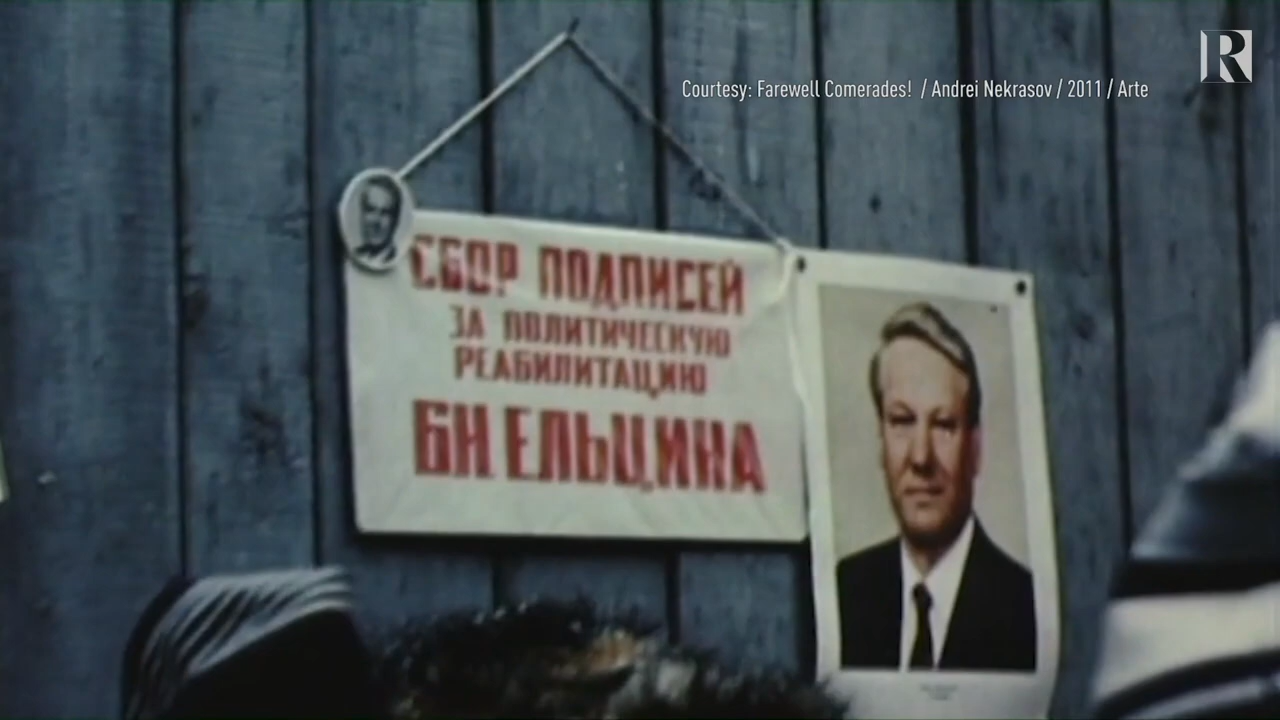 R
Courtesy: Farewell Comerades! / Andrei Nekrasov / 2011 / Arte
СБОР ПОДПИСЕЙ
ЗА ПОЛИТИЧЕСКУЮ
РЕАБИЛИТАЦИЮ
БН ЕЛЬЦИНА